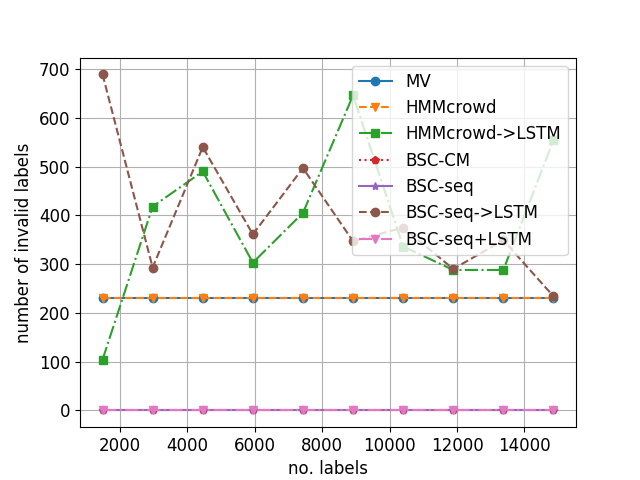 700
600
500
400
300
200
100
0
number of invalid labels
2000 4000 6000 8000 10000 12000 14000
no. labels
MV
HMMcrowd
HMMcrowd->LSTM
BSC-CM
BSC-seq
BSC-seq->LSTM
BSC-seq+LSTM